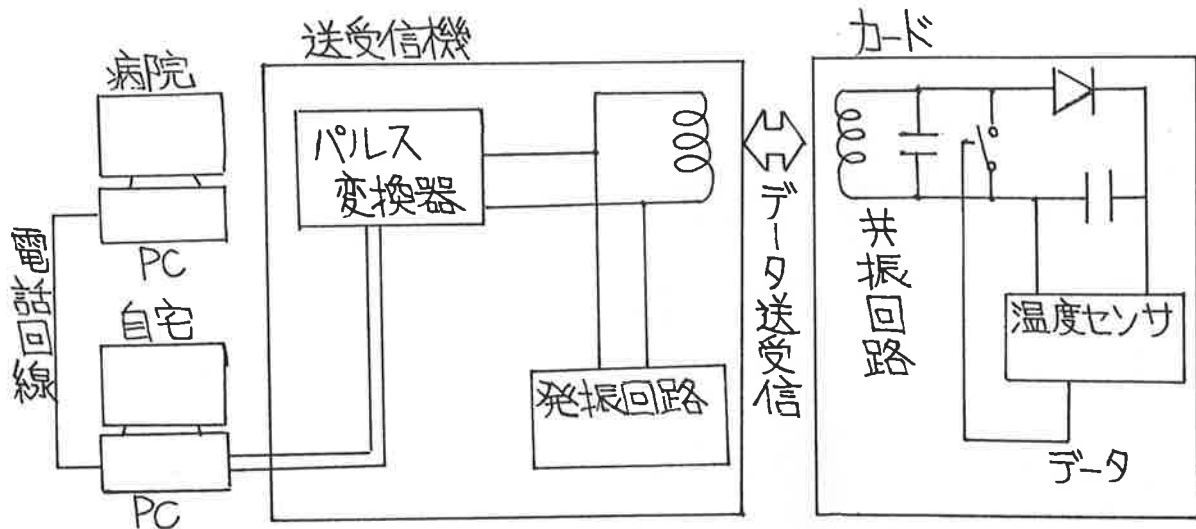 病院
PC
電話回線
自宅
PC
送受信機
パルス
変換器
発振回路
データ送受信
カード
共振回路
温度センサ
データ